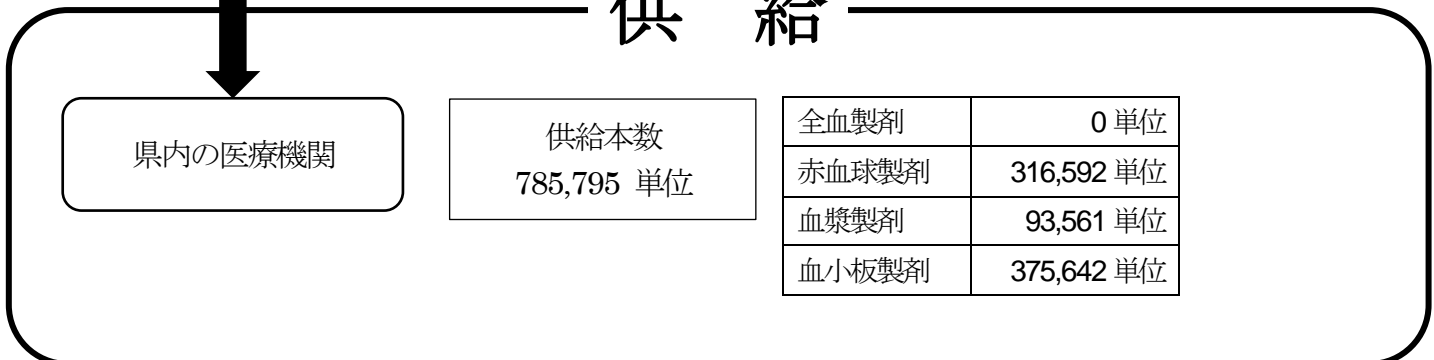 供 給
県内の医療機関
供給本数
785,795 単位
全血製剤 0 単位
赤血球製剤 316,592 単位
血漿製剤 93,561 単位
血小板製剤 375,642 単位